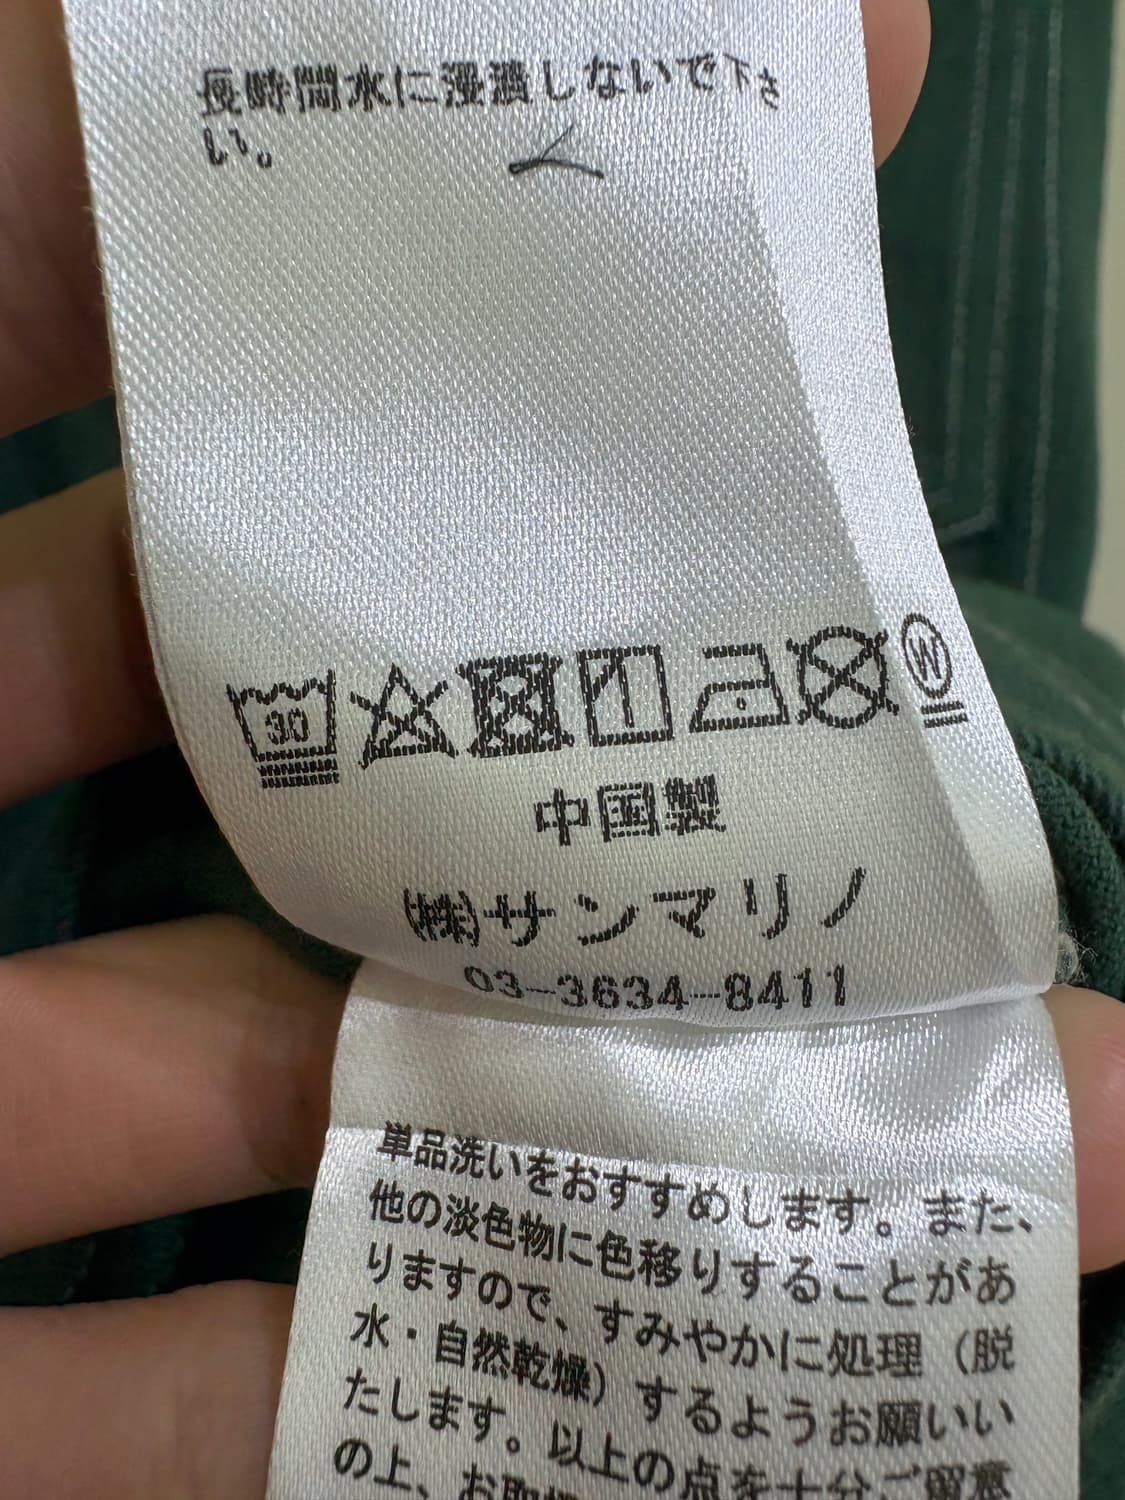 長時間水に浸漬しないで下さ
い。
30
W
中国製
㈱サンマリノ
03-3634-8411
単品洗いをおすすめします。また、
他の淡色物に色移りすることがあ
りますので、すみやかに処理（脱
水・自然乾燥）するようお願いい
たします。以上の点を十分ご留意
の上、お取